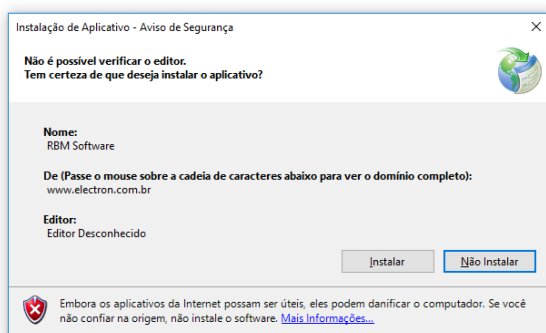 Instalação de Aplicativo - Aviso de Segurança
Não é possível verificar o editor.
Tem certeza de que deseja instalar o aplicativo?
Nome:
RBM Software
De (Passe o mouse sobre a cadeia de caracteres abaixo para ver o domínio completo):
www.electron.com.br
Editor:
Editor Desconhecido
Instalar
Não Instalar
Embora os aplicativos da Internet possam ser úteis, eles podem danificar o computador. Se você
não confiar na origem, não instale o software. Mais Informações...